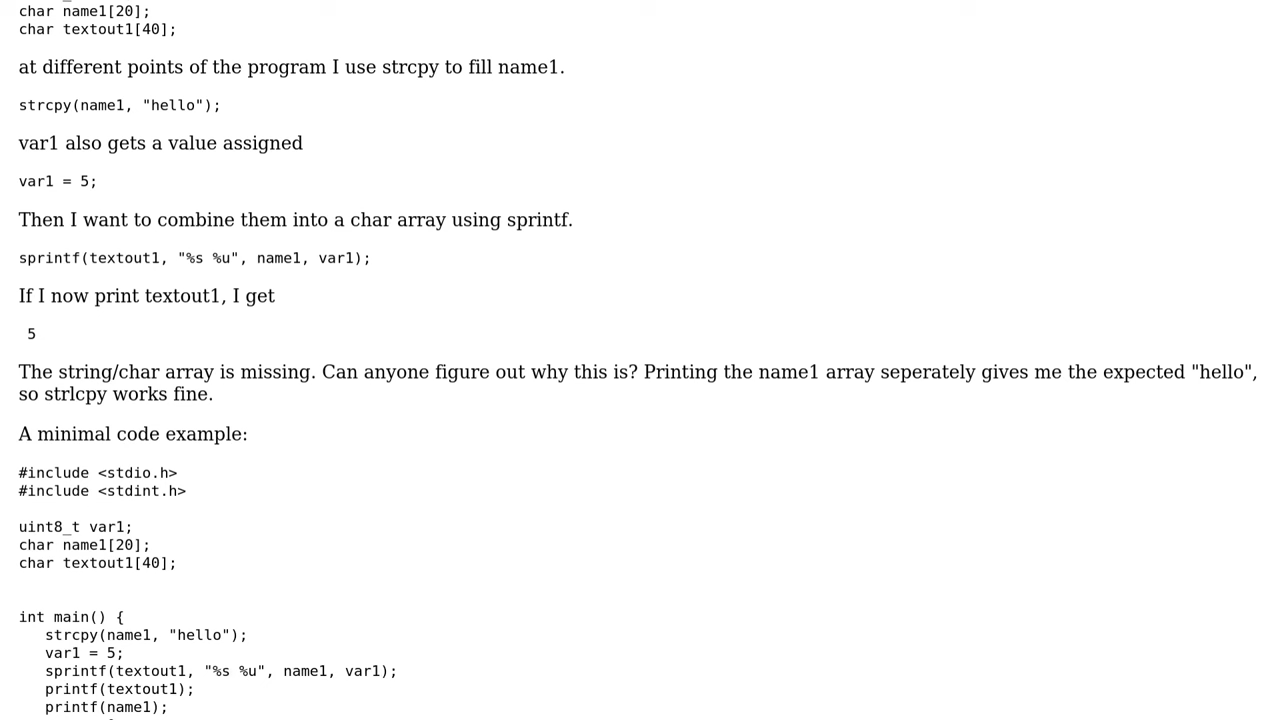 char name1[20];
char textout1[40];
at different points of the program I use strcpy to fill name1.
strcpy(name1, "hello");
var1 also gets a value assigned
var1 = 5;
Then I want to combine them into a char array using sprintf.
sprintf(textout1, "%s %u", name1, var1);
If I now print textout1, I get
5
The string/char array is missing. Can anyone figure out why this is? Printing the name1 array seperately gives me the expected "hello",
so strlcpy works fine.
A minimal code example:
#include <stdio.h>
#include <stdint.h>
uint8_t var1;
char name1[20];
char textout1[40];
int main() {
   strcpy(name1, "hello");
   var1 = 5;
   sprintf(textout1, "%s %u", name1, var1);
   printf(textout1);
   printf(name1);